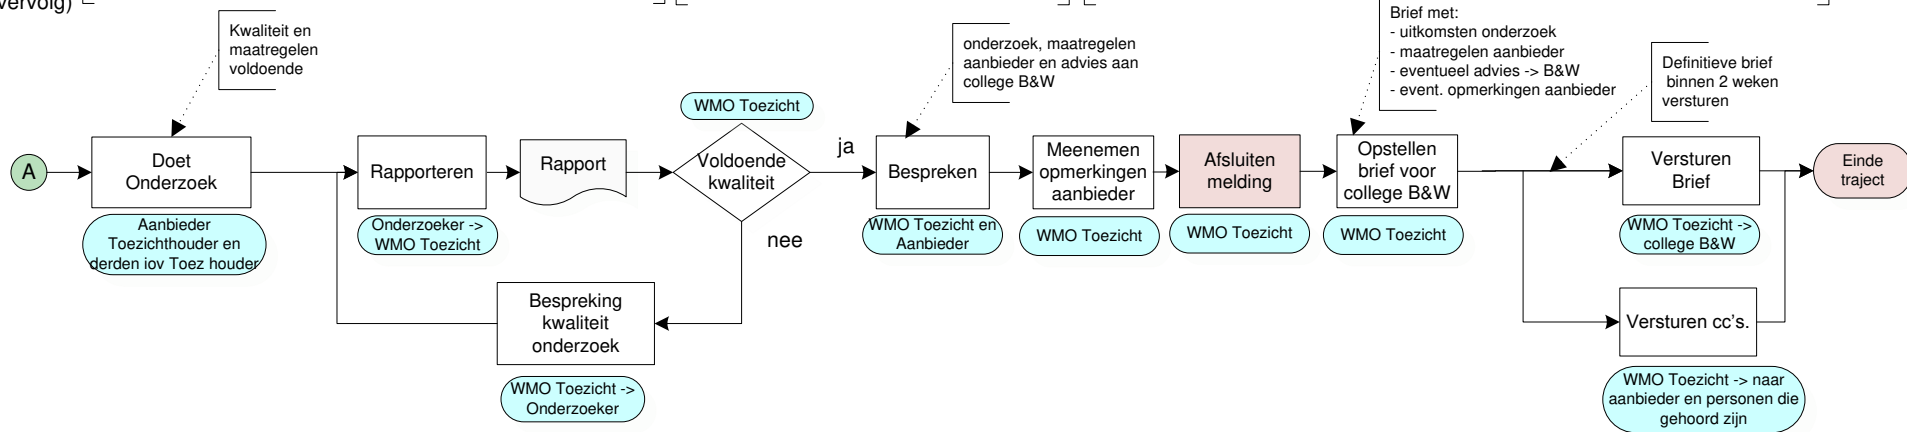 vervolg)
Kwaliteit en
maatregelen
voldoende
onderzoek, maatregelen
aanbieder en advies aan
college B&W
Brief met:
- uitkomsten onderzoek
- maatregelen aanbieder
- eventueel advies -> B&W
- event. opmerkingen aanbieder
Definitieve brief
binnen 2 weken
versturen
A
Doet
Onderzoek
Aanbieder
Toezichthouder en
derden iov Toez houder
Rapporteren
Onderzoeker ->
WMO Toezicht
Rapport
WMO Toezicht
Voldoende
kwaliteit
ja
nee
Bespreking
kwaliteit
onderzoek
WMO Toezicht ->
Onderzoeker
Bespreken
WMO Toezicht en
Aanbieder
Meenemen
opmerkingen
aanbieder
WMO Toezicht
Afsluiten
melding
WMO Toezicht
Opstellen
brief voor
college B&W
WMO Toezicht
Versturen
Brief
WMO Toezicht ->
college B&W
Versturen cc's.
WMO Toezicht -> naar
aanbieder en personen die
gehoord zijn
Einde
traject